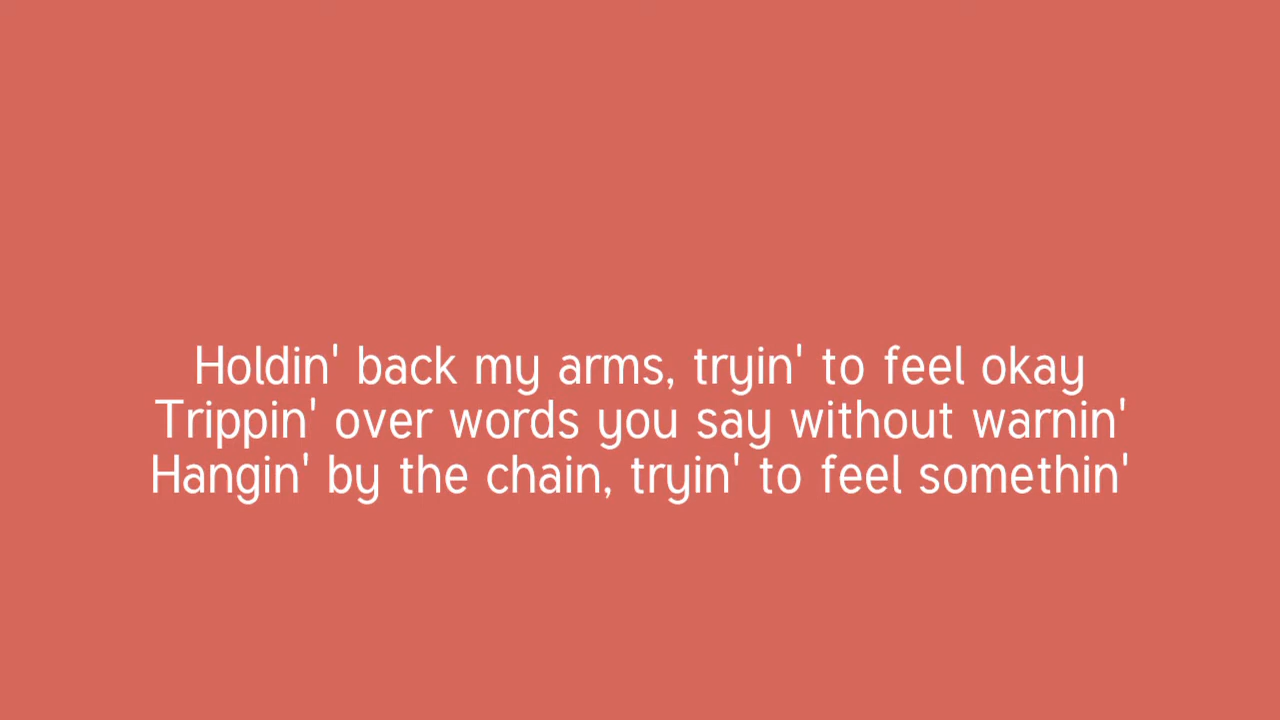 Holdin' back my arms, tryin' to feel okay
Trippin' over words you say without warnin'
Hangin' by the chain, tryin' to feel somethin'